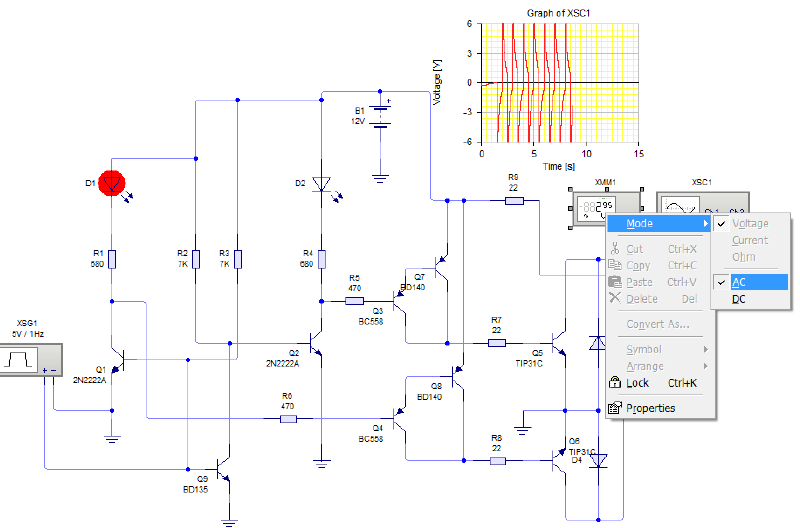 Graph of XSC1
Voltage [V]
6
3
0
-3
-6
0
5
10
15
Time [s]
B1
12V
D1
D2
R9
22
XMM1
XSC1
R1
680
R2
7K
R3
7K
R4
680
R5
470
Q7
BD140
Q3
BC558
XSG1
5V / 1Hz
Q1
2N2222A
Q2
2N2222A
R7
22
Q5
TIP31C
Q8
BD140
R6
470
Q4
BC558
R8
22
Q6
TIP31C
D4
Q9
BD135
Mode
Cut Ctrl+X
Copy Ctrl+C
Paste Ctrl+V
Delete Del
Convert As...
Symbol
Arrange
Lock Ctrl+K
Properties
Voltage
Current
Ohm
AC
DC